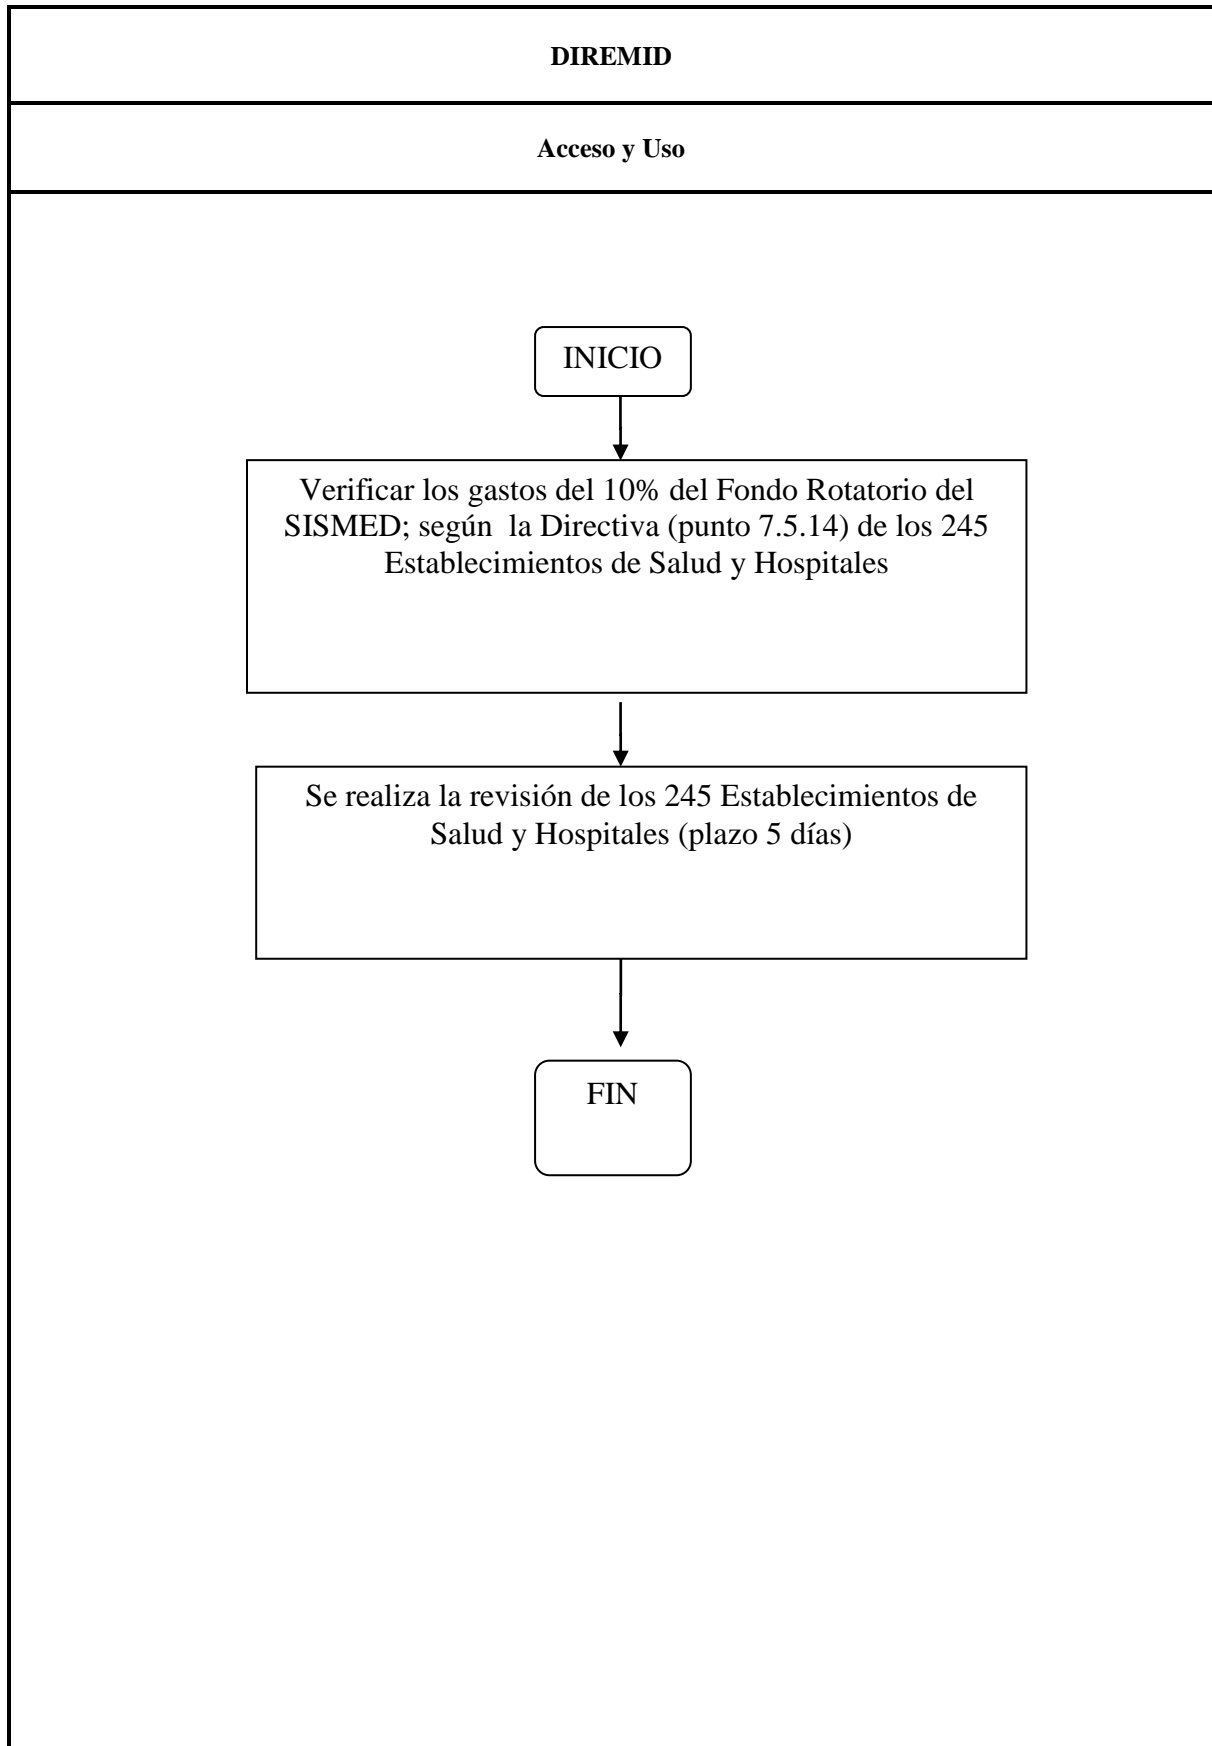 DIREMID
Acceso y Uso
INICIO
Verificar los gastos del 10% del Fondo Rotatorio del
SISMED; según  la Directiva (punto 7.5.14) de los 245
Establecimientos de Salud y Hospitales
Se realiza la revisión de los 245 Establecimientos de
Salud y Hospitales (plazo 5 días)
FIN